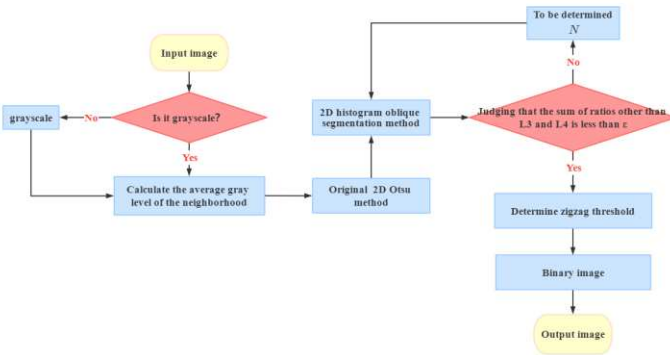 Input image
Is it grayscale?
No
grayscale
Yes
Calculate the average gray
level of the neighborhood
Original 2D Otsu
method
2D histogram oblique
segmentation method
To be determined
N
No
Judging that the sum of ratios other than
L3 and L4 is less than ε
Yes
Determine zigzag threshold
Binary image
Output image